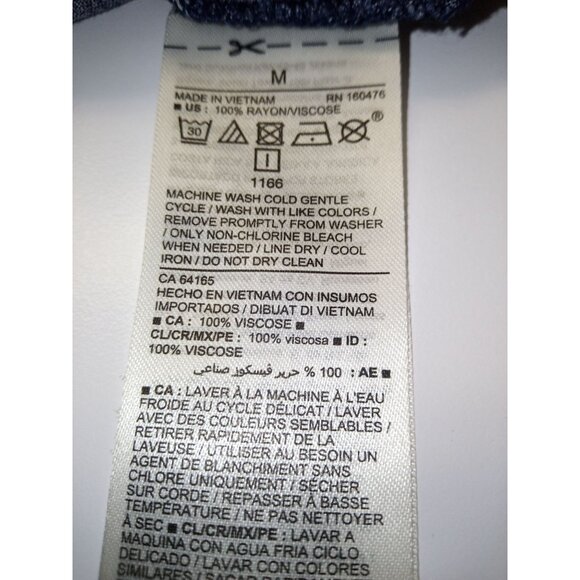 M
MADE IN VIETNAM RN 160476
■ US : 100% RAYON/VISCOSE
30 ®
1166
MACHINE WASH COLD GENTLE
CYCLE / WASH WITH LIKE COLORS /
REMOVE PROMPTLY FROM WASHER
/ ONLY NON-CHLORINE BLEACH
WHEN NEEDED / LINE DRY / COOL
IRON / DO NOT DRY CLEAN
CA 64165
HECHO EN VIETNAM CON INSUMOS
IMPORTADOS / DIBUAT DI VIETNAM
■ CA : 100% VISCOSE ■
CL/CR/MX/PE : 100% viscosa ■ ID :
100% VISCOSE
■ AE : 100 % حرير ڤيسكوز صناعي
■ CA : LAVER À LA MACHINE À L'EAU
FROIDE AU CYCLE DÉLICAT / LAVER
AVEC DES COULEURS SEMBLABLES /
RETIRER RAPIDEMENT DE LA
LAVEUSE / UTILISER AU BESOIN UN
AGENT DE BLANCHIMENT SANS
CHLORE UNIQUEMENT / SÉCHER
SUR CORDE / REPASSER À BASSE
TEMPÉRATURE / NE PAS NETTOYER
À SEC ■ CL/CR/MX/PE : LAVAR A
MAQUINA CON AGUA FRIA CICLO
DELICADO / LAVAR CON COLORES
SIMILARES / SACAR